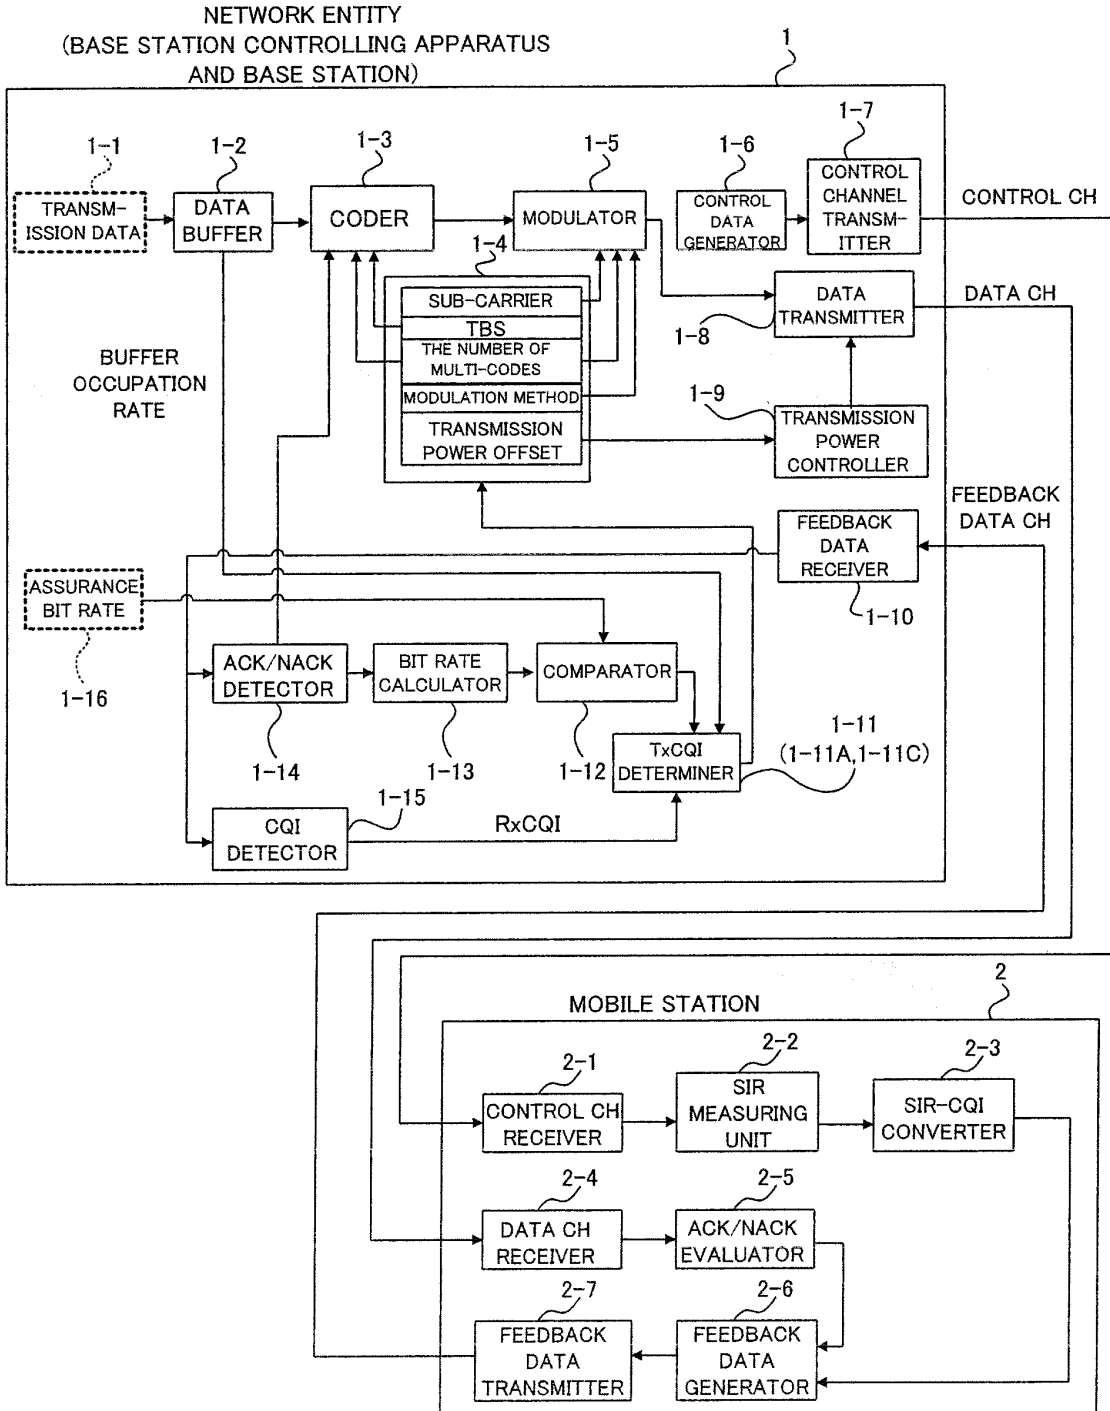 NETWORK ENTITY
(BASE STATION CONTROLLING APPARATUS
AND BASE STATION)
1
1-1
TRANSM-
ISSION DATA
1-2
DATA
BUFFER
1-3
CODER
1-5
MODULATOR
1-6
CONTROL
DATA
GENERATOR
1-7
CONTROL
CHANNEL
TRANSM-
ITTER
CONTROL CH
1-4
SUB-CARRIER
TBS
THE NUMBER OF
MULTI-CODES
MODULATION METHOD
TRANSMISSION
POWER OFFSET
DATA
TRANSMITTER
1-8
DATA CH
BUFFER
OCCUPATION
RATE
1-9
TRANSMISSION
POWER
CONTROLLER
FEEDBACK
DATA CH
FEEDBACK
DATA
RECEIVER
1-10
ASSURANCE
BIT RATE
1-16
ACK/NACK
DETECTOR
1-14
BIT RATE
CALCULATOR
1-13
COMPARATOR
1-12
TxCQI
DETERMINER
1-11
(1-11A,1-11C)
1-15
CQI
DETECTOR
RxCQI
MOBILE STATION
2
2-1
CONTROL CH
RECEIVER
2-2
SIR
MEASURING
UNIT
2-3
SIR-CQI
CONVERTER
2-4
DATA CH
RECEIVER
2-5
ACK/NACK
EVALUATOR
2-7
FEEDBACK
DATA
TRANSMITTER
2-6
FEEDBACK
DATA
GENERATOR